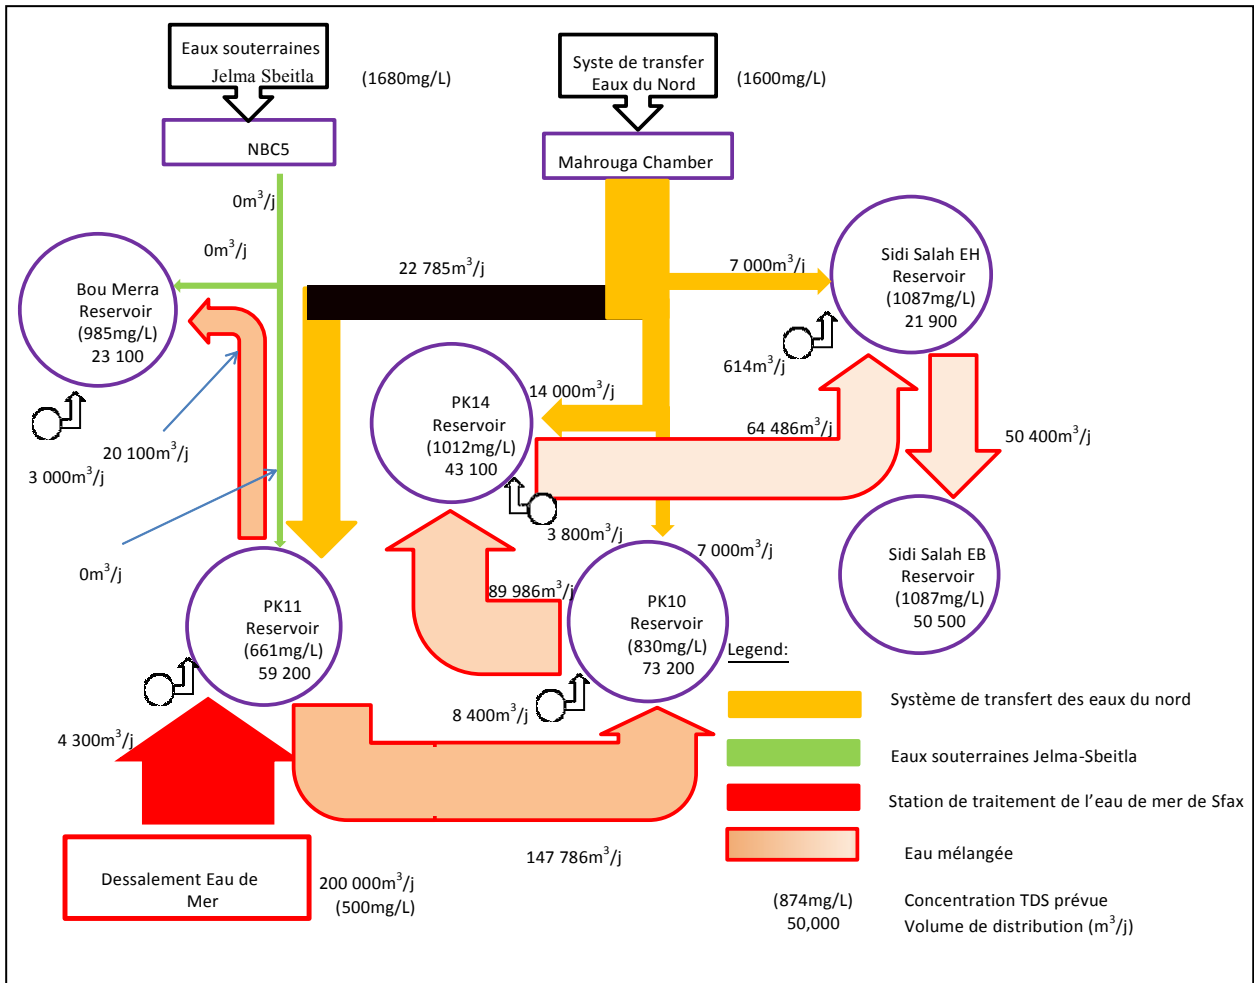 Eaux souterraines
Jelma Sbeitla
(1680mg/L)
Syste de transfer
Eaux du Nord
(1600mg/L)
NBC5
Mahrouga Chamber
0m³/j
0m³/j
22 785m³/j
7 000m³/j
Sidi Salah EH
Reservoir
(1087mg/L)
21 900
Bou Merra
Reservoir
(985mg/L)
23 100
614m³/j
14 000m³/j
PK14
Reservoir
(1012mg/L)
43 100
64 486m³/j
50 400m³/j
20 100m³/j
3 000m³/j
3 800m³/j
7 000m³/j
Sidi Salah EB
Reservoir
(1087mg/L)
50 500
0m³/j
89 986m³/j
PK11
Reservoir
(661mg/L)
59 200
PK10
Reservoir
(830mg/L)
73 200
8 400m³/j
4 300m³/j
147 786m³/j
Dessalement Eau de
Mer
200 000m³/j
(500mg/L)
Legend:
Système de transfert des eaux du nord
Eaux souterraines Jelma-Sbeitla
Station de traitement de l'eau de mer de Sfax
Eau mélangée
(874mg/L) Concentration TDS prévue
50,000 Volume de distribution (m³/j)